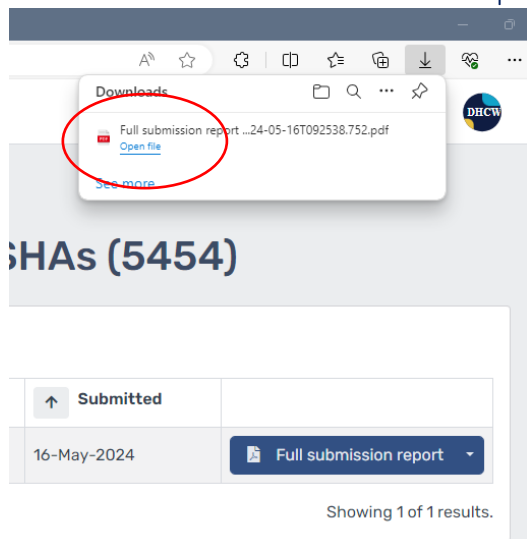 A
DHCW
Downloads
Full submission report ...24-05-16T092538.752.pdf
Open file
See more
SHAs (5454)
Submitted
16-May-2024
Full submission report
Showing 1 of 1 results.